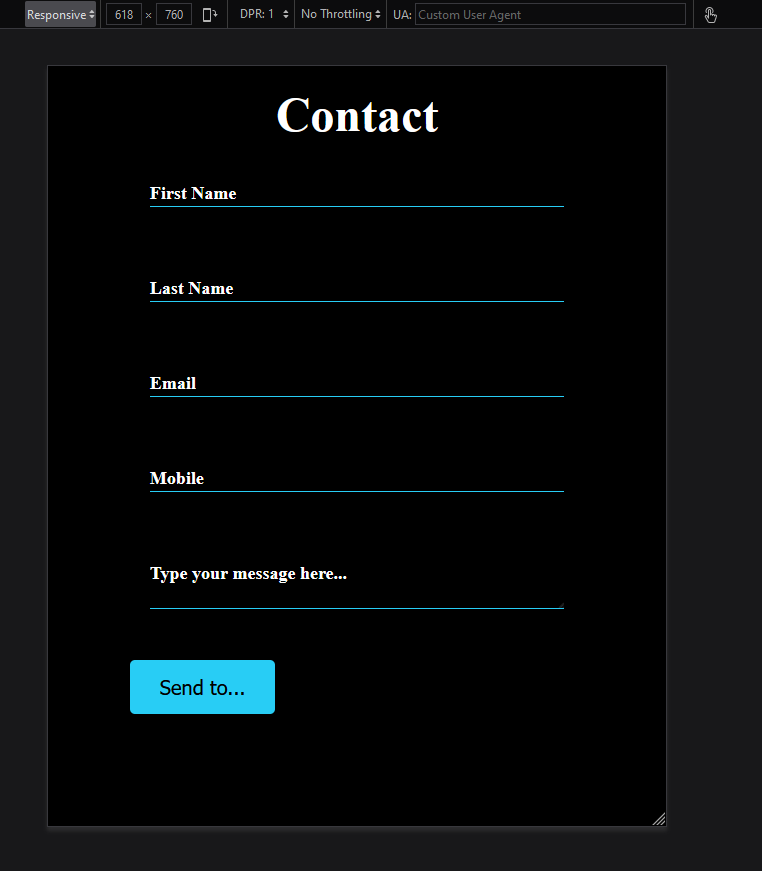 Responsive 618 × 760 DPR: 1 No Throttling UA: Custom User Agent
Contact
First Name
Last Name
Email
Mobile
Type your message here...
Send to...